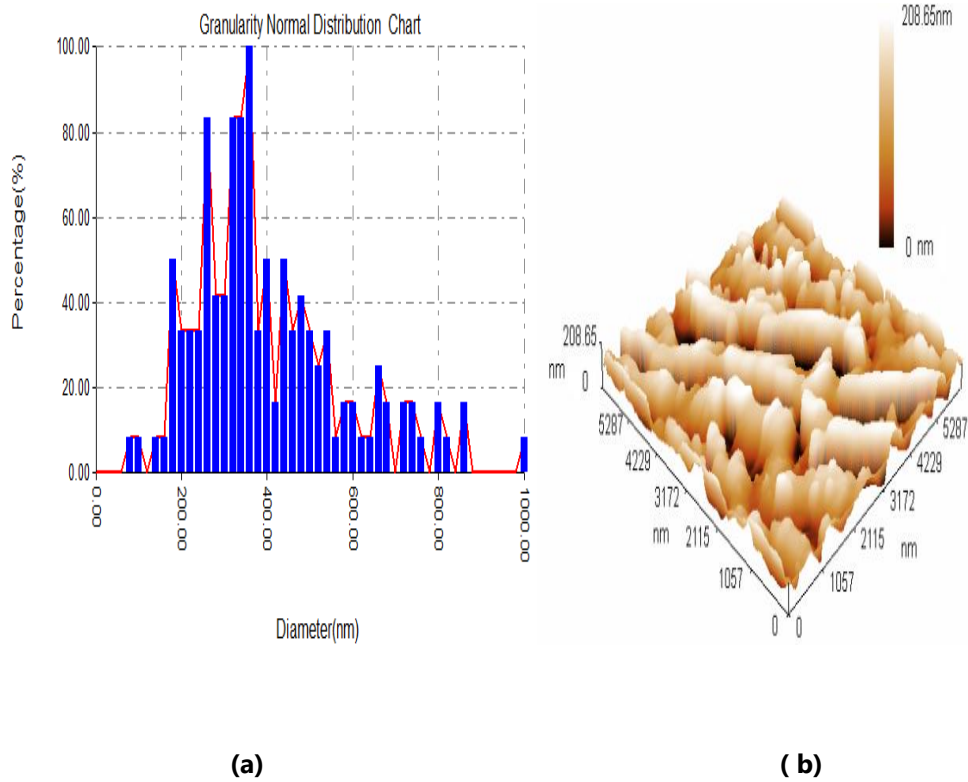 Granularity Normal Distribution Chart
Percentage(%)
100.00
80.00
60.00
40.00
20.00
0.00
0.00
200.00
400.00
600.00
800.00
1000.00
Diameter(nm)
(a)
208.65nm
0 nm
208.65
nm
0
5287
4229
3172
nm
2115
1057
0
0
1057
2115
nm
3172
4229
5287
( b)